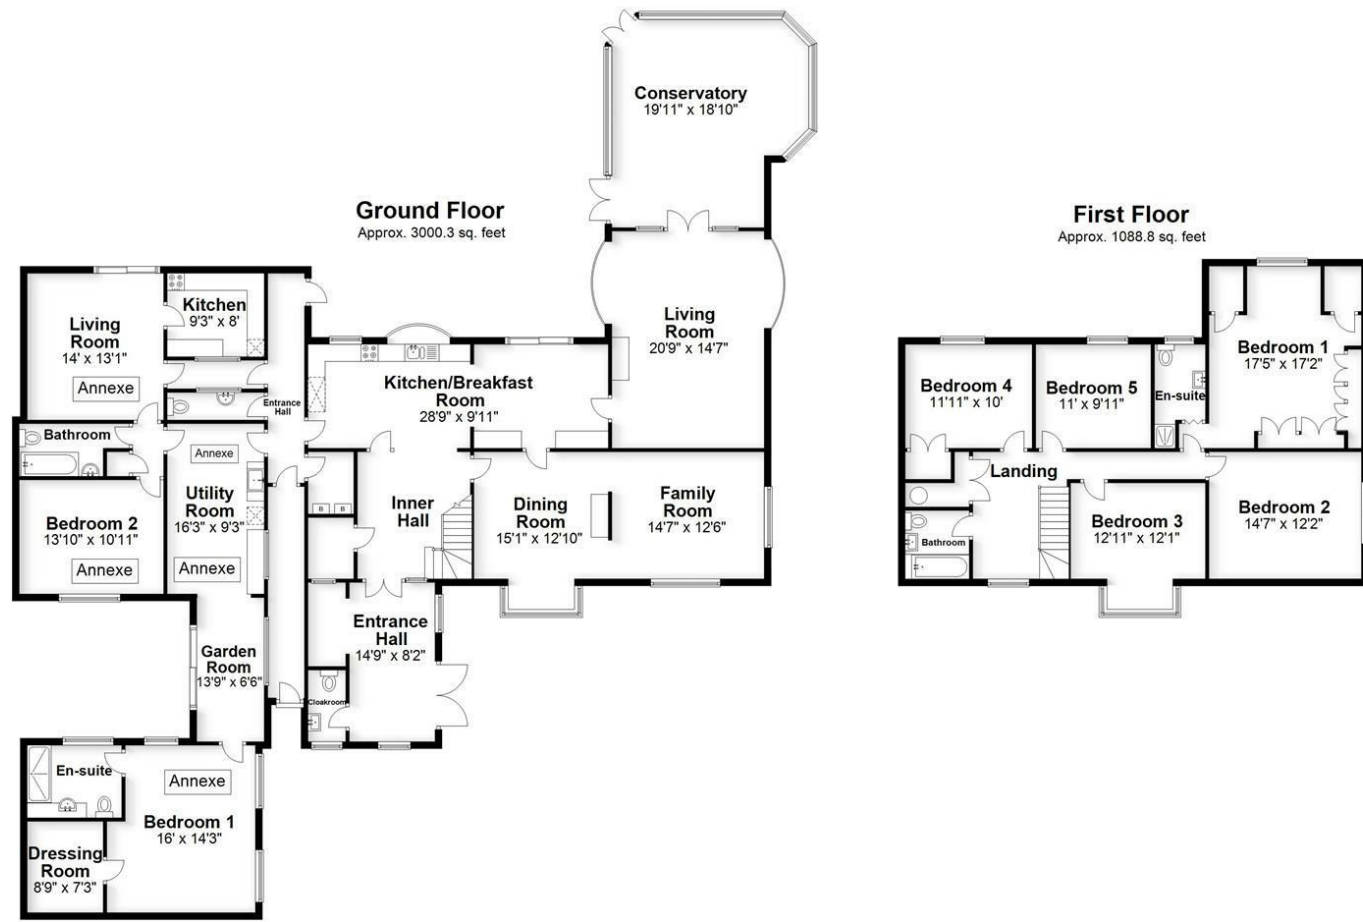 Ground Floor
Approx. 3000.3 sq. feet
Conservatory
19'11" x 18'10"
Living
Room
20'9" x 14'7"
Living
Room
14' x 13'1"
Annexe
Kitchen
9'3" x 8'
Entrance
Hall
Kitchen/Breakfast
Room
28'9" x 9'11"
Bathroom
Annexe
Utility
Room
16'3" x 9'3"
Annexe
Bedroom 2
13'10" x 10'11"
Annexe
B
B
Inner
Hall
Dining
Room
15'1" x 12'10"
Family
Room
14'7" x 12'6"
Entrance
Hall
14'9" x 8'2"
Cloakroom
Garden
Room
13'9" x 6'6"
En-suite
Annexe
Bedroom 1
16' x 14'3"
Dressing
Room
8'9" x 7'3"
First Floor
Approx. 1088.8 sq. feet
Bedroom 1
17'5" x 17'2"
Bedroom 4
11'11" x 10'
Bedroom 5
11' x 9'11"
En-suite
Landing
Bedroom 2
14'7" x 12'2"
Bedroom 3
12'11" x 12'1"
Bathroom